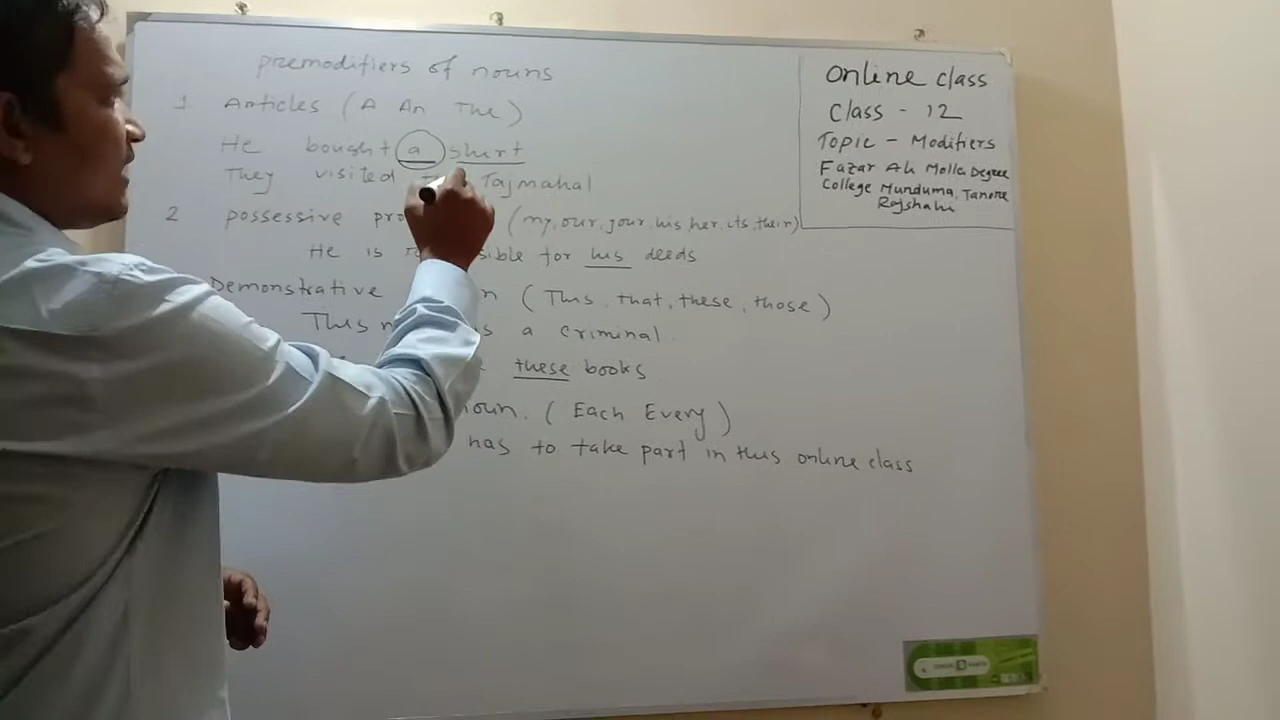 premodifiers of nouns
1 Articles (A An The)
He bought a shirt
They visited Tajmahal
2 possessive (my, our, your, his, her, its, their)
He is for his deeds
Demonstrative (This, that, these, those)
This a criminal.
these books
(Each Every)
has to take part in this online class
Online class
Class - 12
Topic - Modifiers
Fazar Ali Molla Degree
College Munduma, Tanore
Rajshahi